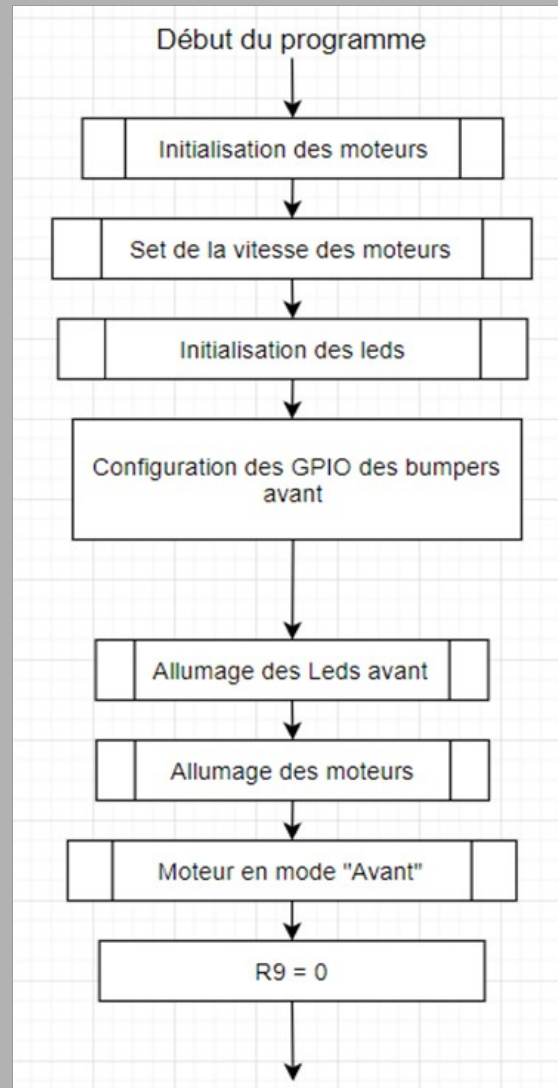 Début du programme
Initialisation des moteurs
Set de la vitesse des moteurs
Initialisation des leds
Configuration des GPIO des bumpers
avant
Allumage des Leds avant
Allumage des moteurs
Moteur en mode "Avant"
R9 = 0